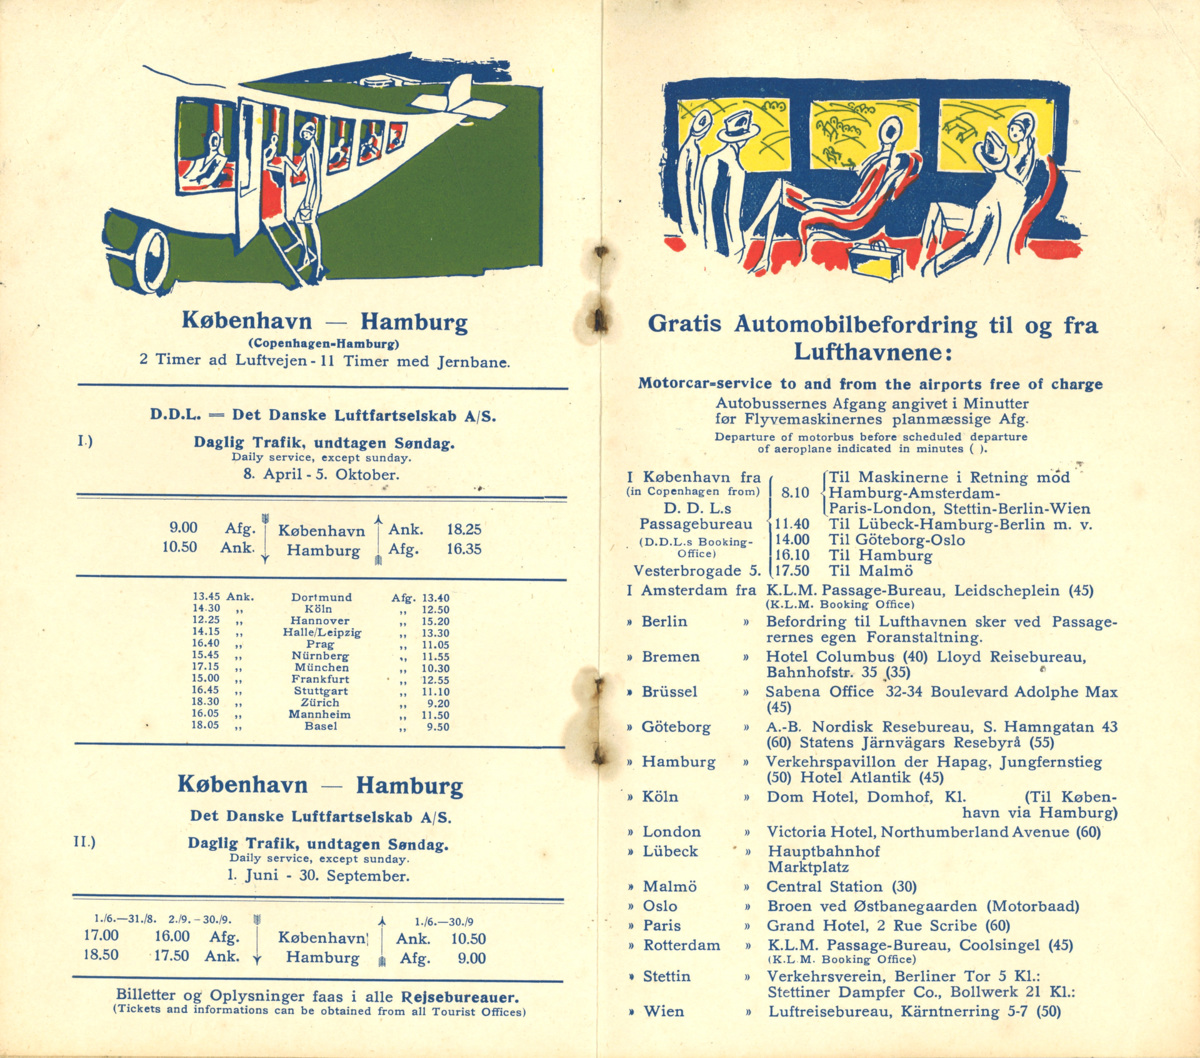 København — Hamburg
(Copenhagen-Hamburg)
2 Timer ad Luftvejen - 11 Timer med Jernbane.
D.D.L. = Det Danske Luftfartselskab A/S.
I.) Daglig Trafik, undtagen Søndag.
Daily service, except sunday.
8. April - 5. Oktober.
9.00 Afg. København Ank. 18.25
10.50 Ank. Hamburg Afg. 16.35
13.45 Ank. Dortmund Afg. 13.40
14.30 „ Köln „ 12.50
12.25 „ Hannover „ 15.20
14.15 „ Halle/Leipzig „ 13.30
16.40 „ Prag „ 11.05
15.45 „ Nürnberg „ 11.55
17.15 „ München „ 10.30
15.00 „ Frankfurt „ 12.55
16.45 „ Stuttgart „ 11.10
18.30 „ Zürich „ 9.20
16.05 „ Mannheim „ 11.50
18.05 „ Basel „ 9.50
København — Hamburg
Det Danske Luftfartselskab A/S.
II.) Daglig Trafik, undtagen Søndag.
Daily service, except sunday.
1. Juni - 30. September.
1./6.—31./8. 2./9. - 30./9. 1./6.—30./9
17.00 16.00 Afg. København Ank. 10.50
18.50 17.50 Ank. Hamburg Afg. 9.00
Billetter og Oplysninger faas i alle Rejsebureauer.
(Tickets and informations can be obtained from all Tourist Offices)
Gratis Automobilbefordring til og fra
Lufthavnene:
Motorcar=service to and from the airports free of charge
Autobussernes Afgang angivet i Minutter
før Flyvemaskinernes planmæssige Afg.
Departure of motorbus before scheduled departure
of aeroplane indicated in minutes ( ).
I København fra
(in Copenhagen from)
D. D. L.s
Passagebureau
(D.D.L.s Booking-
Office)
Vesterbrogade 5.
8.10 Til Maskinerne i Retning mod
Hamburg-Amsterdam-
Paris-London, Stettin-Berlin-Wien
11.40 Til Lübeck-Hamburg-Berlin m. v.
14.00 Til Göteborg-Oslo
16.10 Til Hamburg
17.50 Til Malmö
I Amsterdam fra K.L.M. Passage-Bureau, Leidscheplein (45)
(K.L.M. Booking Office)
» Berlin » Befordring til Lufthavnen sker ved Passage-
rernes egen Foranstaltning.
» Bremen » Hotel Columbus (40) Lloyd Reisebureau,
Bahnhofstr. 35 (35)
» Brüssel » Sabena Office 32-34 Boulevard Adolphe Max
(45)
» Göteborg » A.-B. Nordisk Resebureau, S. Hamngatan 43
(60) Statens Järnvägars Resebyrå (55)
» Hamburg » Verkehrspavillon der Hapag, Jungfernstieg
(50) Hotel Atlantik (45)
» Köln » Dom Hotel, Domhof, Kl. (Til Køben-
havn via Hamburg)
» London » Victoria Hotel, Northumberland Avenue (60)
» Lübeck » Hauptbahnhof
Marktplatz
» Malmö » Central Station (30)
» Oslo » Broen ved Østbanegaarden (Motorbaad)
» Paris » Grand Hotel, 2 Rue Scribe (60)
» Rotterdam » K.L.M. Passage-Bureau, Coolsingel (45)
(K.L.M. Booking Office)
» Stettin » Verkehrsverein, Berliner Tor 5 Kl.:
Stettiner Dampfer Co., Bollwerk 21 Kl.:
» Wien » Luftreisebureau, Kärntnerring 5-7 (50)